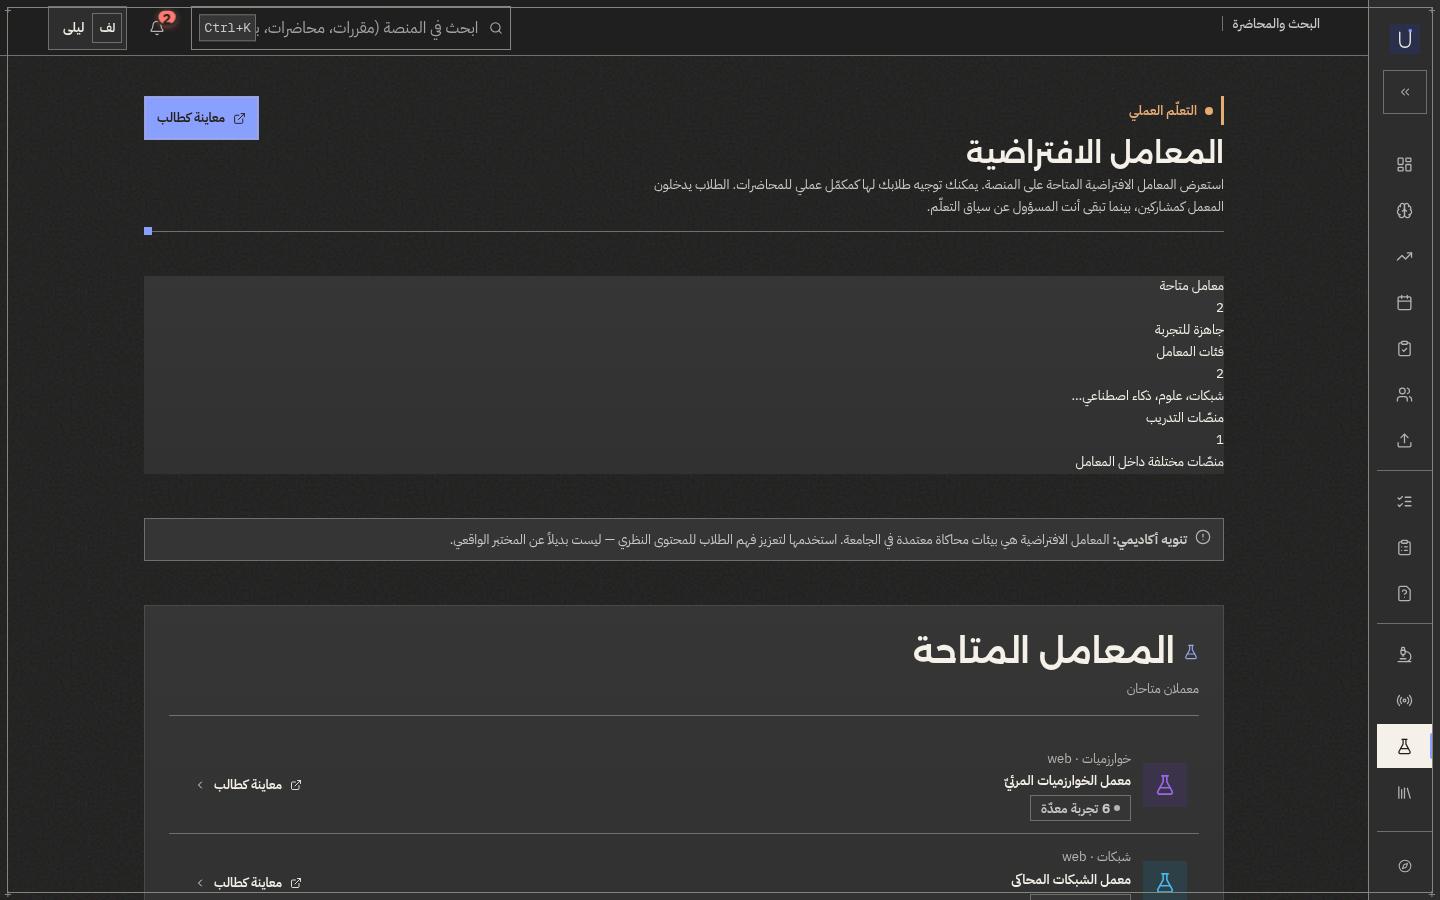 البحث والمحاضرة
ابحث في المنصة (مقررات، محاضرات، ب
Ctrl+K
2
لف
ليلى
التعلّم العملي
المعامل الافتراضية
استعرض المعامل الافتراضية المتاحة على المنصة. يمكنك توجيه طلابك لها كمكمّل عملي للمحاضرات. الطلاب يدخلون
المعمل كمشاركين، بينما تبقى أنت المسؤول عن سياق التعلّم.
معاينة كطالب
معامل متاحة
2
جاهزة للتجربة
فئات المعامل
2
شبكات، علوم، ذكاء اصطناعي...
منصّات التدريب
1
منصّات مختلفة داخل المعامل
تنويه أكاديمي: المعامل الافتراضية هي بيئات محاكاة معتمدة في الجامعة. استخدمها لتعزيز فهم الطلاب للمحتوى النظري — ليست بديلاً عن المختبر الواقعي.
المعامل المتاحة
معملان متاحان
خوارزميات · web
معمل الخوارزميات المرئيّ
6 تجربة معدّة
معاينة كطالب
شبكات · web
معمل الشبكات المحاكى
معاينة كطالب